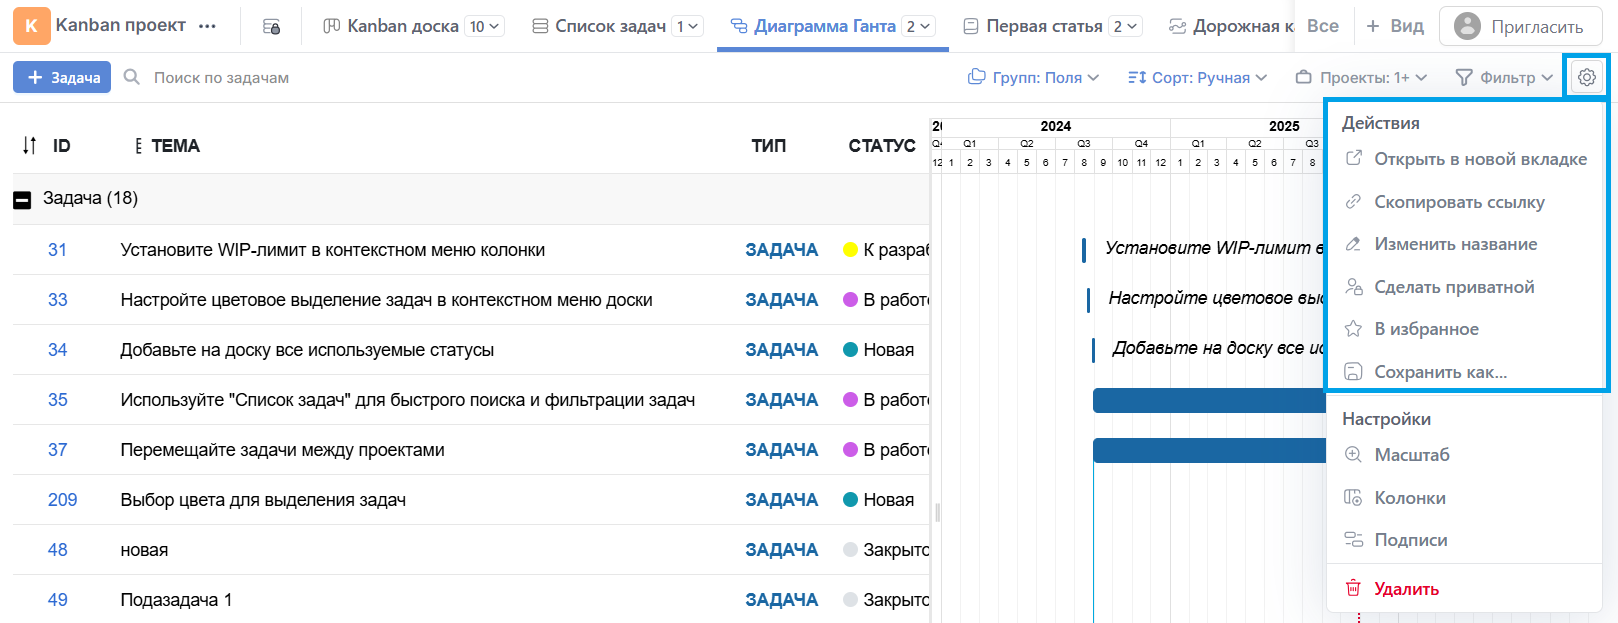 K Kanban проект ••• Kanban доска 10 Список задач 1 Диаграмма Ганта 2 Первая статья 2 Дорожная к Все + Вид Пригласить
+ Задача Поиск по задачам Групп: Поля Сорт: Ручная Проекты: 1+ Фильтр
ID ТЕМА ТИП СТАТУС
2024 2025
Q1 Q2 Q3 Q4 Q1 Q2 Q3
12 1 2 3 4 5 6 7 8 9 10 11 12 1 2 3 4 5 6 7 8
Задача (18)
31 Установите WIP-лимит в контекстном меню колонки ЗАДАЧА К разраб Установите WIP-лимит в
33 Настройте цветовое выделение задач в контекстном меню доски ЗАДАЧА В работе Настройте цветовое выс
34 Добавьте на доску все используемые статусы ЗАДАЧА Новая Добавьте на доску все ис
35 Используйте "Список задач" для быстрого поиска и фильтрации задач ЗАДАЧА В работе
37 Перемещайте задачи между проектами ЗАДАЧА В работе
209 Выбор цвета для выделения задач ЗАДАЧА Новая
48 новая ЗАДАЧА Закрыто
49 Подазадача 1 ЗАДАЧА Закрыто
Действия
Открыть в новой вкладке
Скопировать ссылку
Изменить название
Сделать приватной
В избранное
Сохранить как...
Настройки
Масштаб
Колонки
Подписи
Удалить